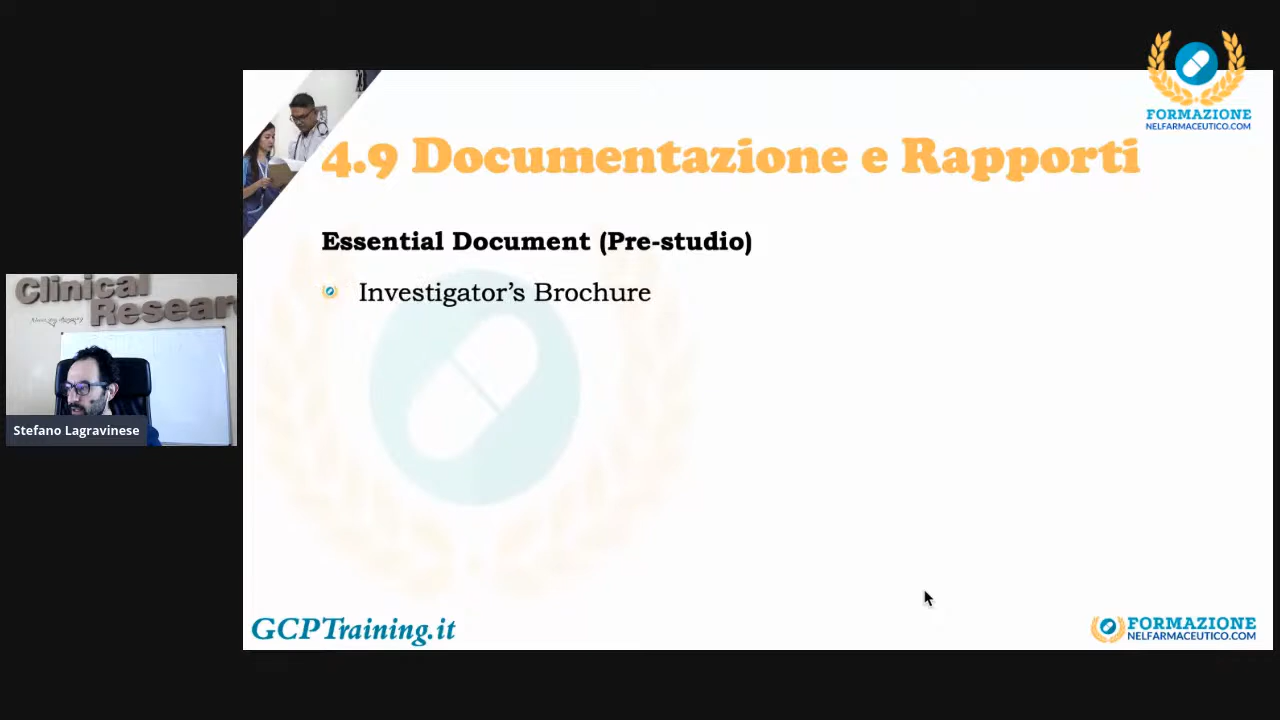 FORMAZIONE
NELFARMACEUTICO.COM
4.9 Documentazione e Rapporti
Essential Document (Pre-studio)
Investigator’s Brochure
Clinical
Resear
Stefano Lagravinese
GCPTraining.it
FORMAZIONE
NELFARMACEUTICO.COM